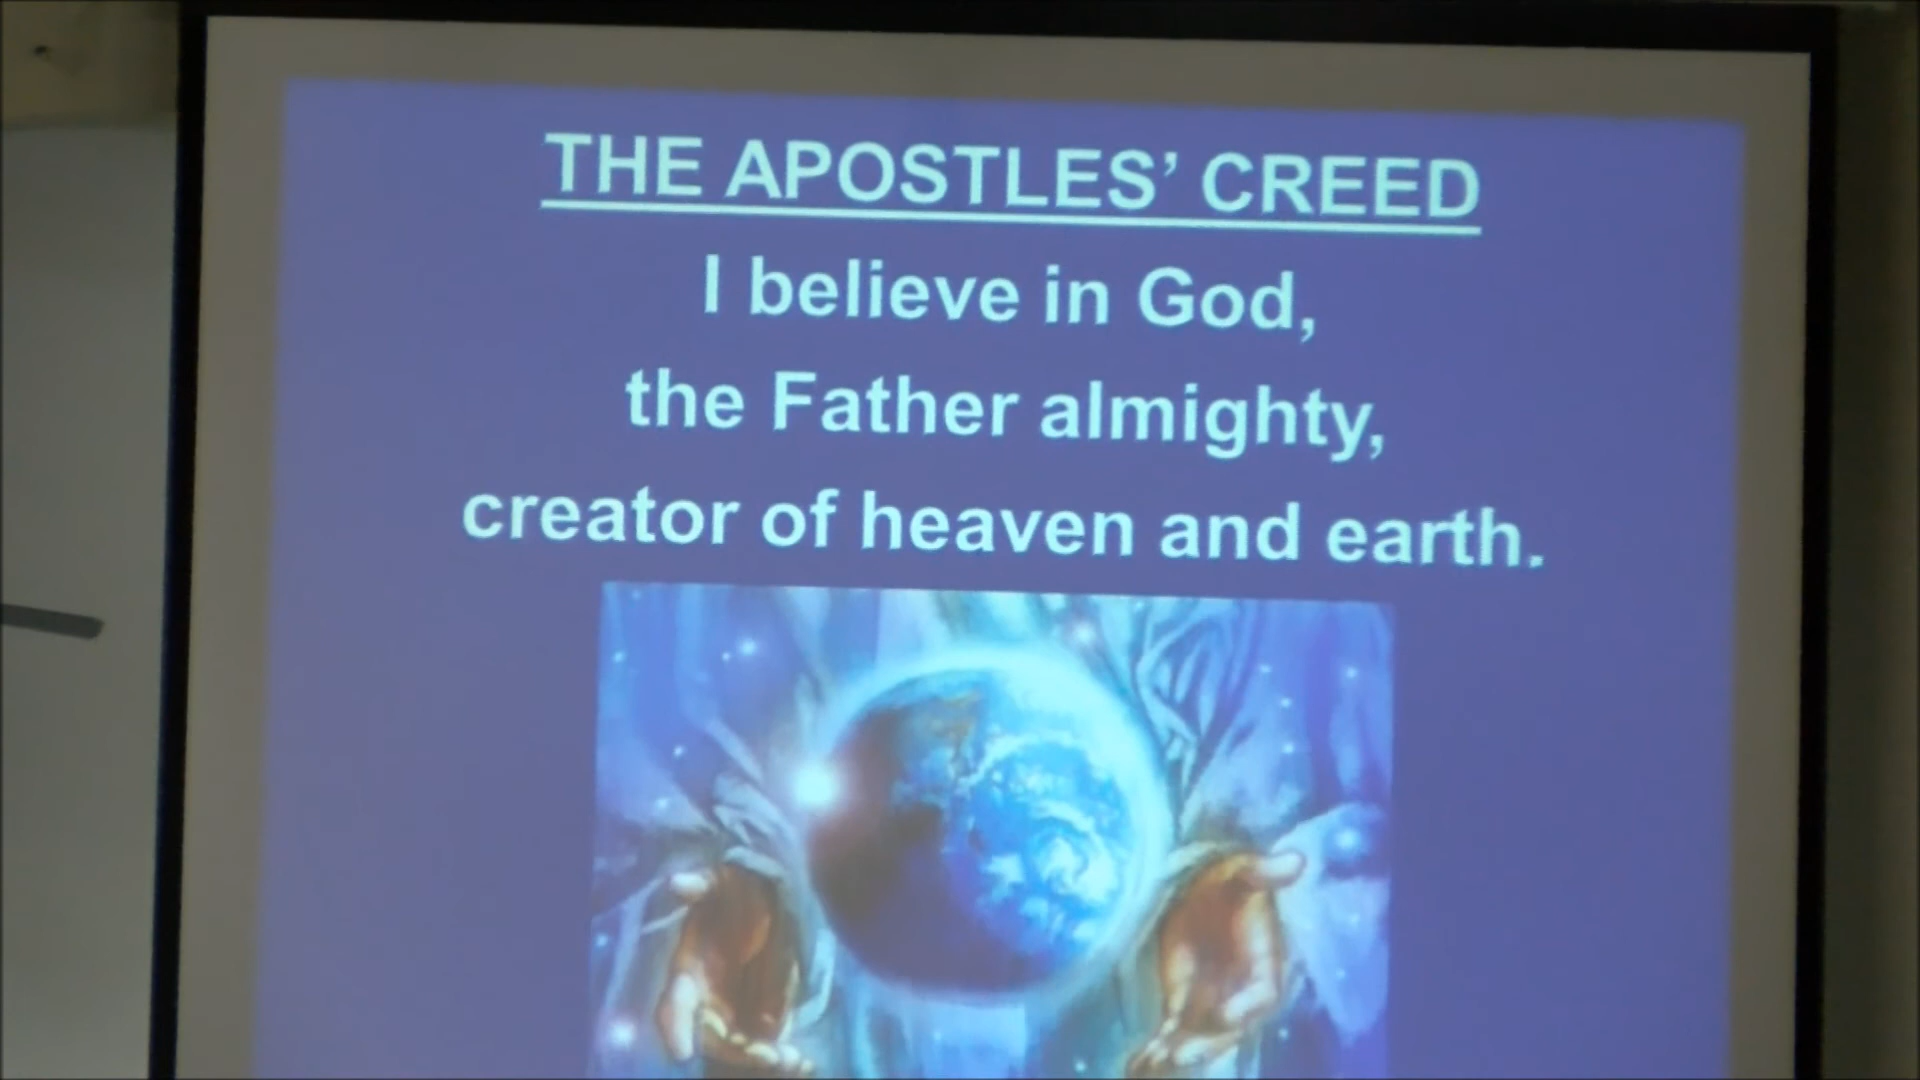 THE APOSTLES’ CREED
I believe in God,
the Father almighty,
creator of heaven and earth.